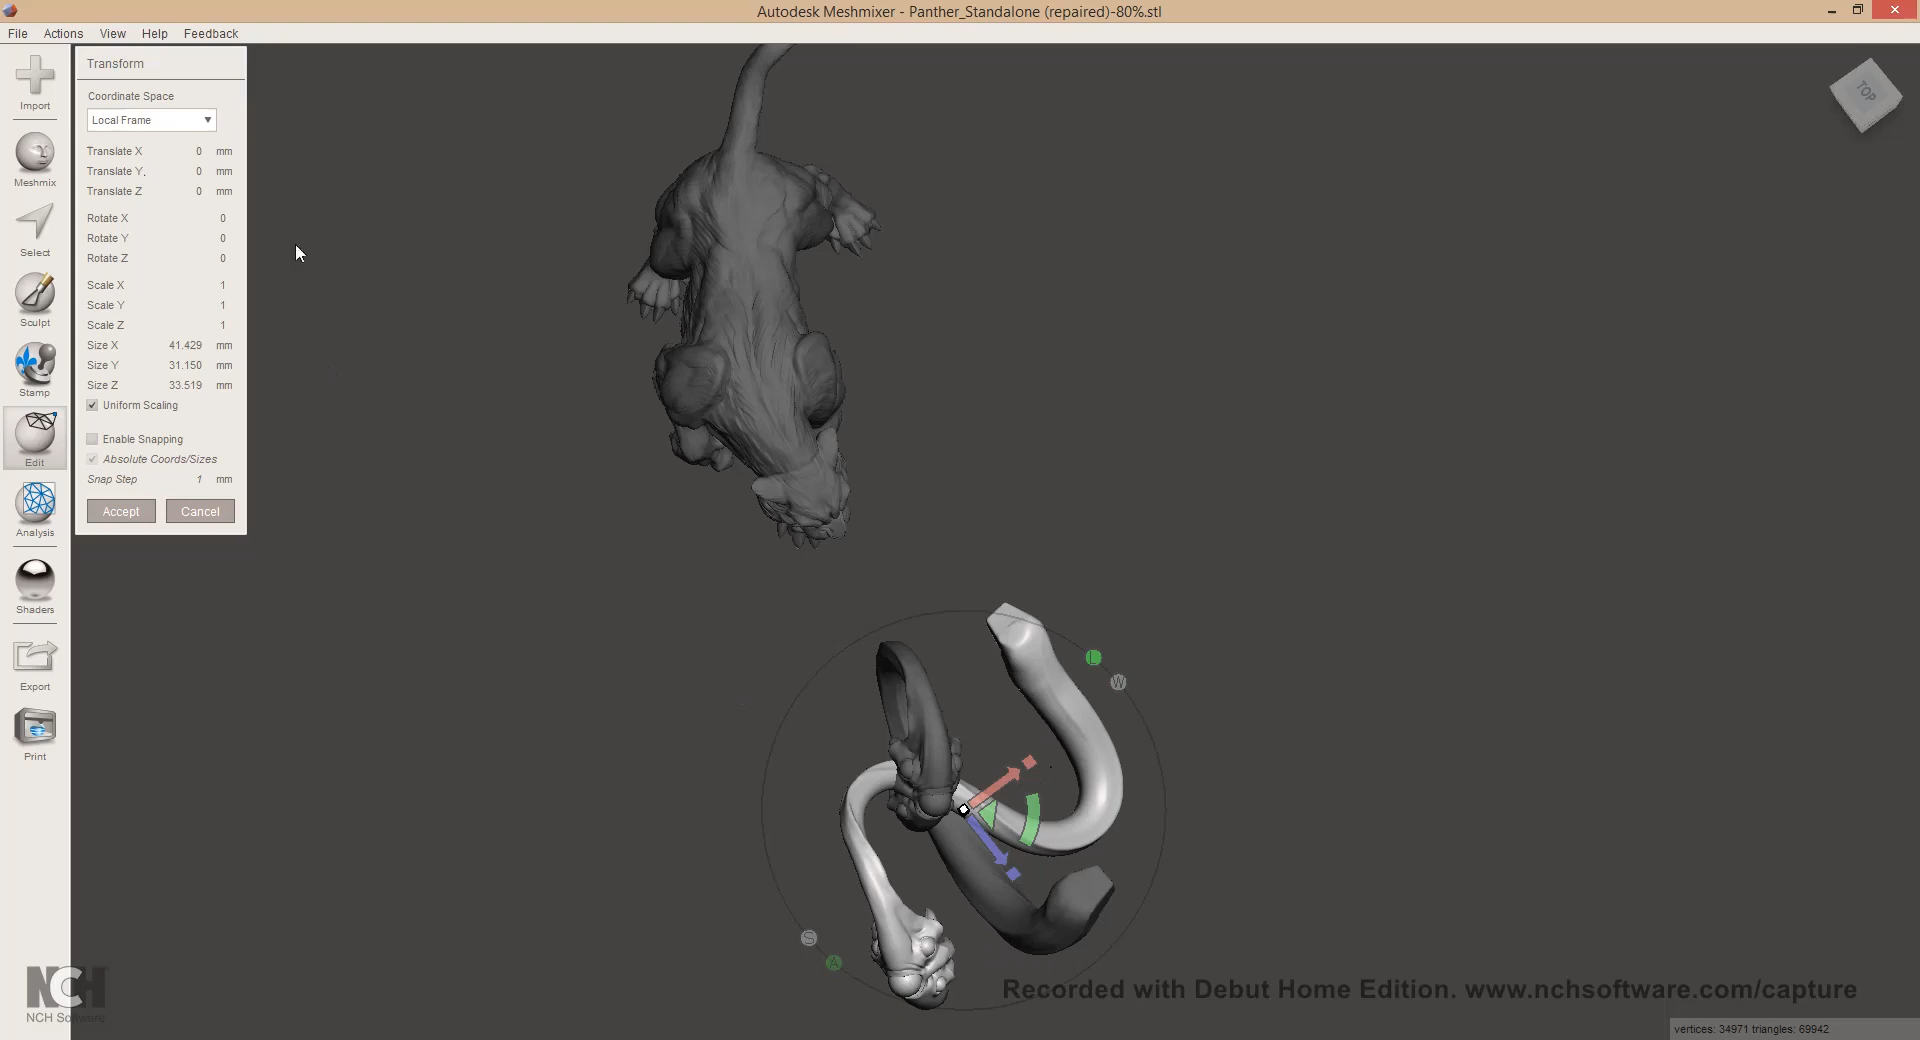 Autodesk Meshmixer - Panther_Standalone (repaired)-80%.stl
File Actions View Help Feedback
Import
Meshmix
Select
Sculpt
Stamp
Edit
Analysis
Shaders
Export
Print
Transform
Coordinate Space
Local Frame
Translate X 0 mm
Translate Y 0 mm
Translate Z 0 mm
Rotate X 0
Rotate Y 0
Rotate Z 0
Scale X 1
Scale Y 1
Scale Z 1
Size X 41.429 mm
Size Y 31.150 mm
Size Z 33.519 mm
Uniform Scaling
Enable Snapping
Absolute Coords/Sizes
Snap Step 1 mm
Accept Cancel
TOP
L
W
S
A
NCH
NCH Software
Recorded with Debut Home Edition. www.nchsoftware.com/capture
vertices: 34971 triangles: 69942